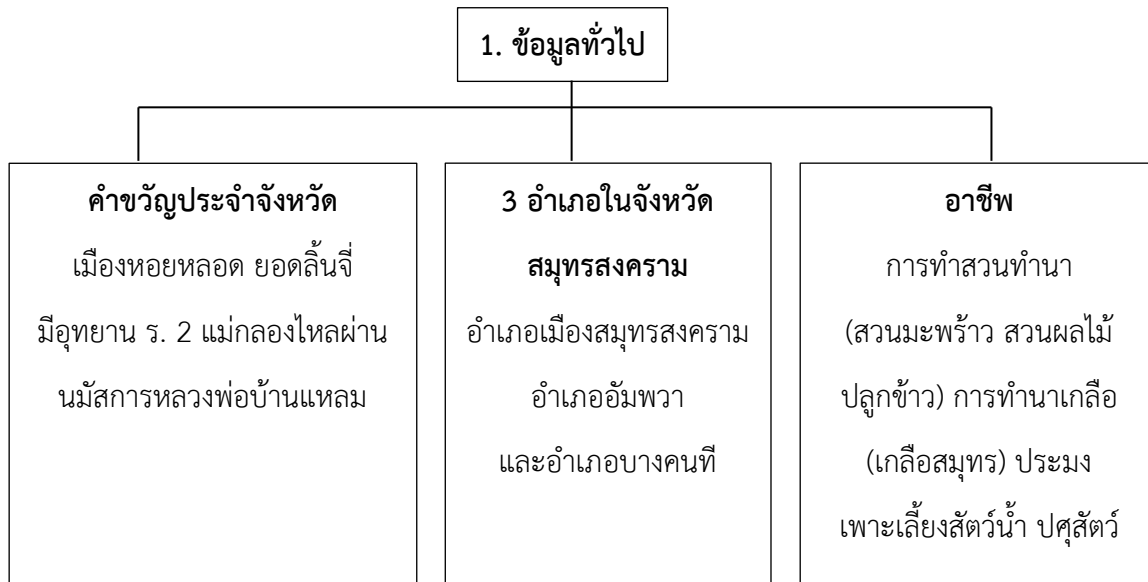 1. ข้อมูลทั่วไป
คำขวัญประจำจังหวัด
เมืองหอยหลอด ยอดลิ้นจี่
มีอุทยาน ร. 2 แม่กลองไหลผ่าน
นมัสการหลวงพ่อบ้านแหลม
3 อำเภอในจังหวัด
สมุทรสงคราม
อำเภอเมืองสมุทรสงคราม
อำเภออัมพวา
และอำเภอบางคนที
อาชีพ
การทำสวนทำนา
(สวนมะพร้าว สวนผลไม้
ปลูกข้าว) การทำนาเกลือ
(เกลือสมุทร) ประมง
เพาะเลี้ยงสัตว์น้ำ ปศุสัตว์